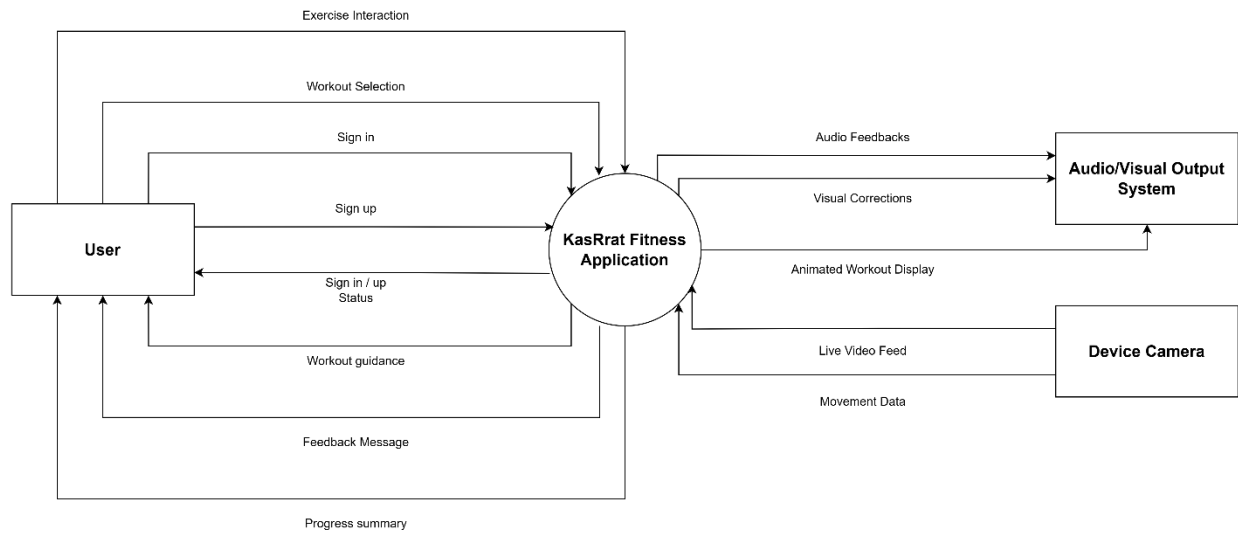 Exercise Interaction
Workout Selection
Sign in
Audio Feedbacks
Audio/Visual Output
System
Visual Corrections
Sign up
User
KasRrat Fitness
Application
Animated Workout Display
Sign in / up
Status
Workout guidance
Live Video Feed
Device Camera
Movement Data
Feedback Message
Progress summary